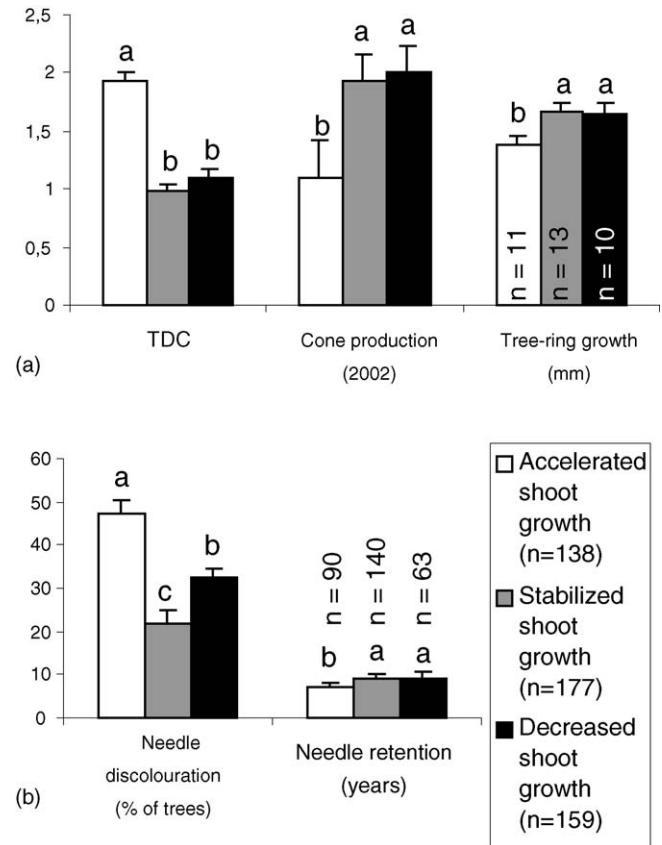 2,5
2
1,5
1
0,5
0
a
b
b
b
a
a
b
a
a
n = 11
n = 13
n = 10
TDC
Cone production
(2002)
Tree-ring growth
(mm)
(a)
60
50
40
30
20
10
0
a
c
b
n = 90
n = 140
n = 63
b
a
a
Needle
discolouration
(% of trees)
Needle retention
(years)
(b)
Accelerated
shoot
growth
(n=138)
Stabilized
shoot
growth
(n=177)
Decreased
shoot
growth
(n=159)